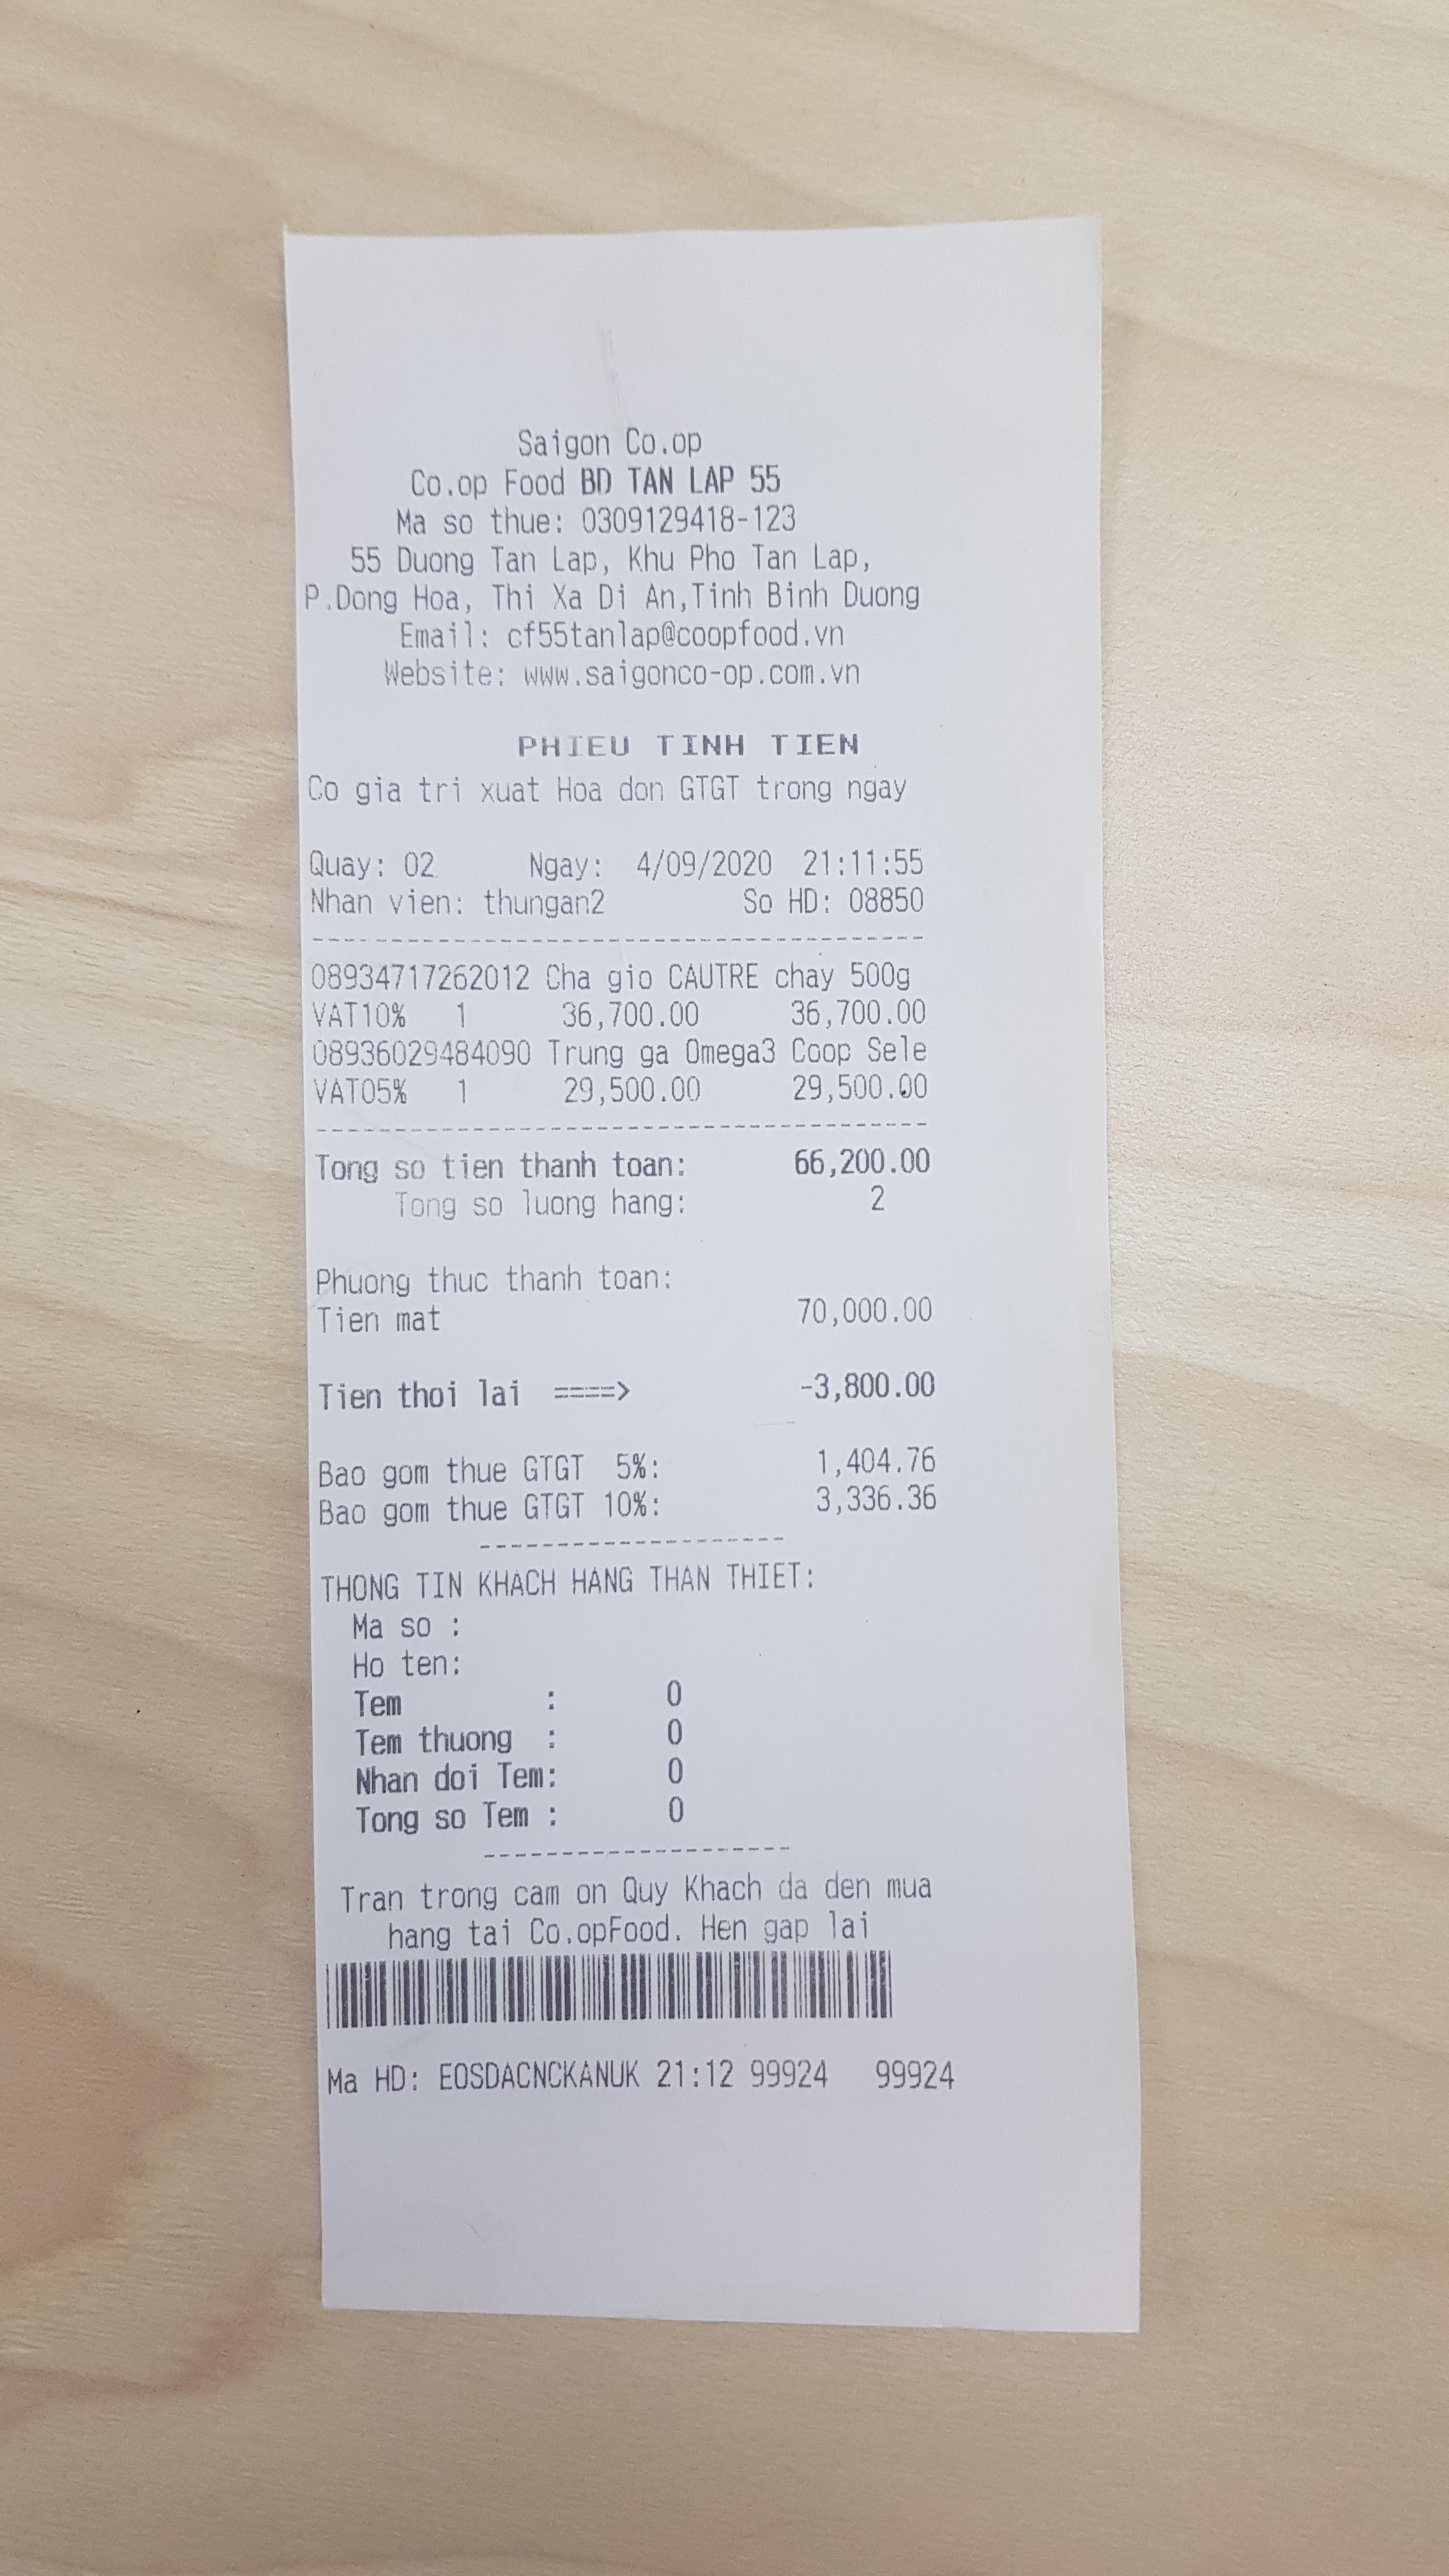 Saigon Co.op
Co.op Food BD TAN LAP 55
Ma so thue: 0309129418-123
55 Duong Tan Lap, Khu Pho Tan Lap,
P.Dong Hoa, Thi Xa Di An,Tinh Binh Duong
Email: cf55tanlap@coopfood.vn
Website: www.saigonco-op.com.vn
PHIEU TINH TIEN
Co gia tri xuat Hoa don GTGT trong ngay
Quay: 02 Ngay: 4/09/2020 21:11:55
Nhan vien: thungan2 So HD: 08850
08934717262012 Cha gio CAUTRE chay 500g
VAT10% 1 36,700.00 36,700.00
08936029484090 Trung ga Omega3 Coop Sele
VAT05% 1 29,500.00 29,500.00
Tong so tien thanh toan: 66,200.00
Tong so luong hang: 2
Phuong thuc thanh toan:
Tien mat 70,000.00
Tien thoi lai ====> -3,800.00
Bao gom thue GTGT 5%: 1,404.76
Bao gom thue GTGT 10%: 3,336.36
THONG TIN KHACH HANG THAN THIET:
Ma so :
Ho ten:
Tem : 0
Tem thuong : 0
Nhan doi Tem: 0
Tong so Tem : 0
Tran trong cam on Quy Khach da den mua
hang tai Co.opFood. Hen gap lai
Ma HD: EOSDACNCKANUK 21:12 99924 99924